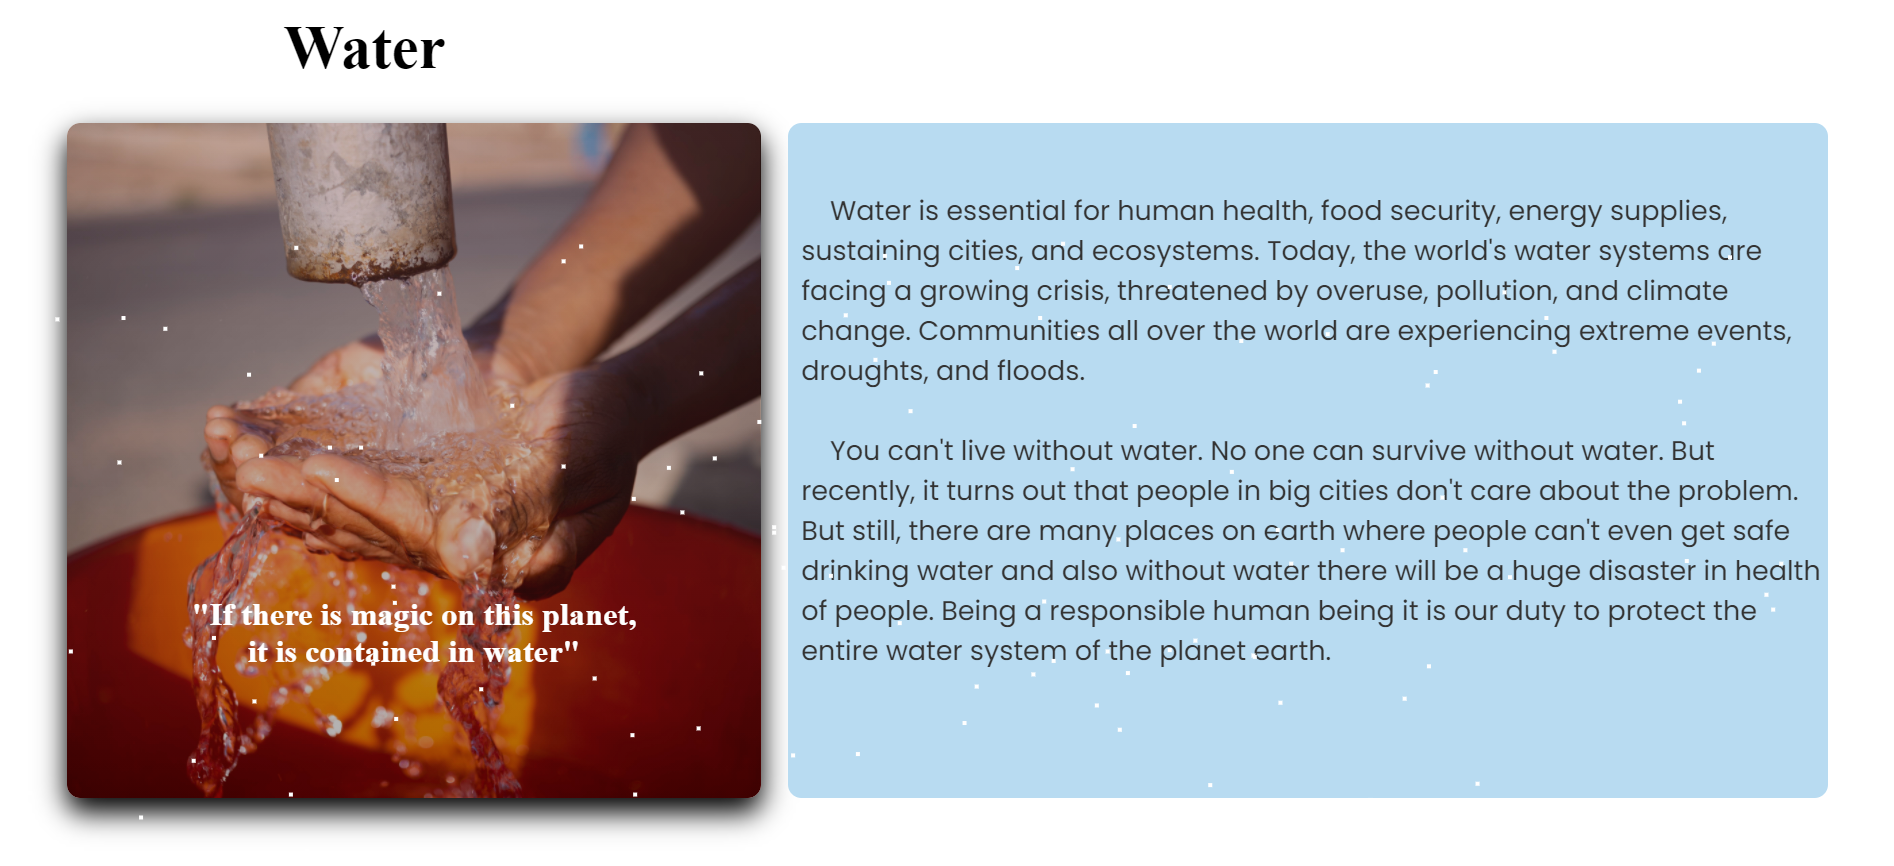 Water
"If there is magic on this planet,
it is contained in water"
Water is essential for human health, food security, energy supplies,
sustaining cities, and ecosystems. Today, the world's water systems are
facing a growing crisis, threatened by overuse, pollution, and climate
change. Communities all over the world are experiencing extreme events,
droughts, and floods.
You can't live without water. No one can survive without water. But
recently, it turns out that people in big cities don't care about the problem.
But still, there are many places on earth where people can't even get safe
drinking water and also without water there will be a huge disaster in health
of people. Being a responsible human being it is our duty to protect the
entire water system of the planet earth.